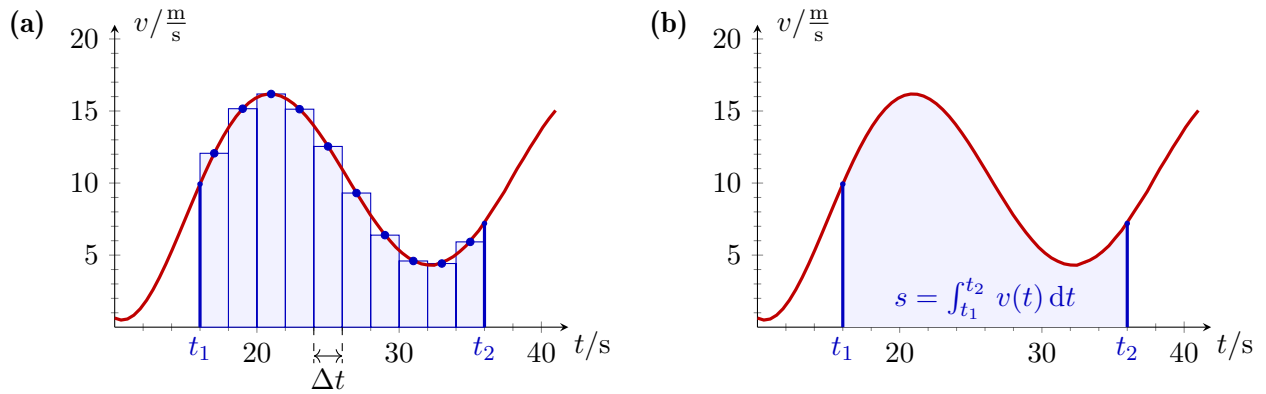 (a)
v/m/s
20
15
10
5
t₁
20
30
t₂
40
t/s
Δt
(b)
v/m/s
20
15
10
5
s = ∫ₜ₁ᵗ² v(t) dt
t₁
20
30
t₂
40
t/s